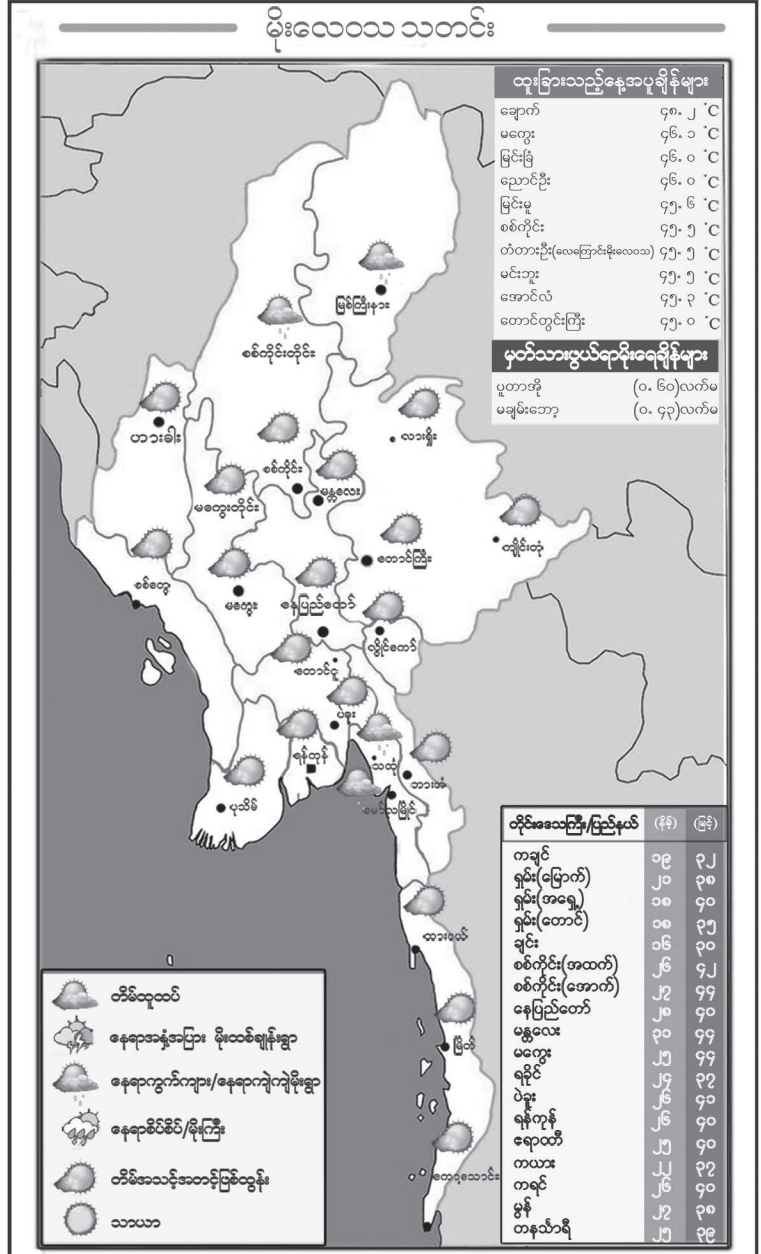 မိုးလေဝသ သတင်း
ထူးခြားသည့်နေ့အပူချိန်များ
ချောက် ၄၈. ၂ °C
မကွေး ၄၆. ၁ °C
မြင်းခြံ ၄၆. ၀ °C
ညောင်ဦး ၄၆. ၀ °C
မြင်းမူ ၄၅. ၆ °C
စစ်ကိုင်း ၄၅. ၅ °C
တံတားဦး(လေကြောင်းမိုးလေဝသ) ၄၅. ၅ °C
မင်းဘူး ၄၅. ၅ °C
အောင်လံ ၄၅. ၃ °C
တောင်တွင်းကြီး ၄၅. ၀ °C
မှတ်သားဖွယ်ရာမိုးရေချိန်များ
ပူတာအို (၀. ၆၀)လက်မ
မချမ်းဘော့ (၀. ၄၃)လက်မ
မြစ်ကြီးနား
စစ်ကိုင်းတိုင်း
ဟားခါး
လားရှိုး
စစ်ကိုင်း
မန္တလေး
မကွေးတိုင်း
ကျိုင်းတုံ
တောင်ကြီး
စစ်တွေ
မကွေး
နေပြည်တော်
လွိုင်ကော်
တောင်ငူ
ပဲခူး
ရန်ကုန်
သထုံ
ဘားအံ
ပုသိမ်
မော်လမြိုင်
ထားဝယ်
မြိတ်
ကော့သောင်း
တိမ်ထူထပ်
နေရာအနှံ့အပြား မိုးထစ်ချုန်းရွာ
နေရာကွက်ကျား/နေရာကျဲကျဲမိုးရွာ
နေရာစိပ်စိပ်/မိုးကြီး
တိမ်အသင့်အတင့်ဖြစ်ထွန်း
သာယာ
တိုင်းဒေသကြီး/ပြည်နယ် (နိမ့်) (မြင့်)
ကချင် ၁၉ ၃၂
ရှမ်း(မြောက်) ၂၁ ၃၈
ရှမ်း(အရှေ့) ၁၈ ၄၀
ရှမ်း(တောင်) ၁၈ ၃၅
ချင်း ၁၆ ၃၀
စစ်ကိုင်း(အထက်) ၂၆ ၄၂
စစ်ကိုင်း(အောက်) ၂၇ ၄၄
နေပြည်တော် ၂၈ ၄၀
မန္တလေး ၃၀ ၄၄
မကွေး ၂၅ ၄၄
ရခိုင် ၂၄ ၃၇
ပဲခူး ၂၆ ၄၁
ရန်ကုန် ၂၆ ၄၀
ဧရာဝတီ ၂၅ ၄၀
ကယား ၂၂ ၃၇
ကရင် ၂၆ ၄၀
မွန် ၂၇ ၃၈
တနင်္သာရီ ၂၅ ၃၉